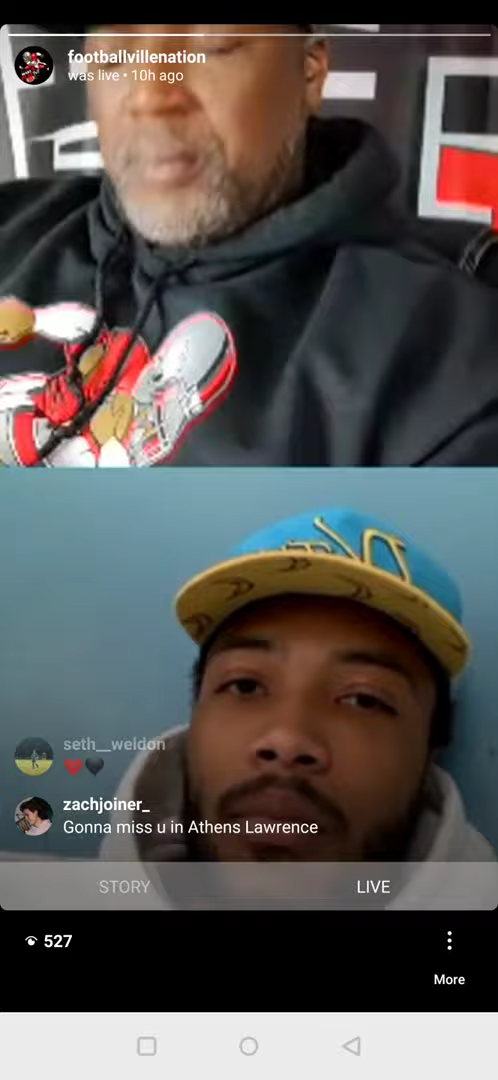 footballvillenation
was live • 10h ago
seth__weldon
❤️🖤
zachjoiner_
Gonna miss u in Athens Lawrence
STORY
LIVE
527
More